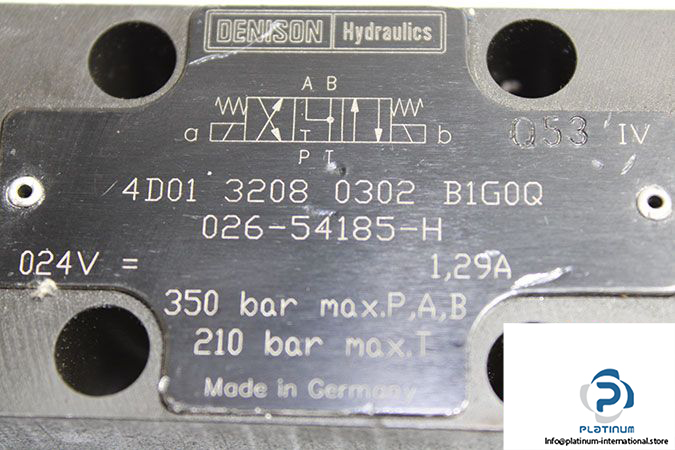 DENISON Hydraulics
A B
a T b
P T
Q53 IV
4D01 3208 0302 B1G0Q
026-54185-H
024V = 1,29A
350 bar max.P,A,B
210 bar max.T
Made in Germany
PLATINUM
Info@platinum-international.store